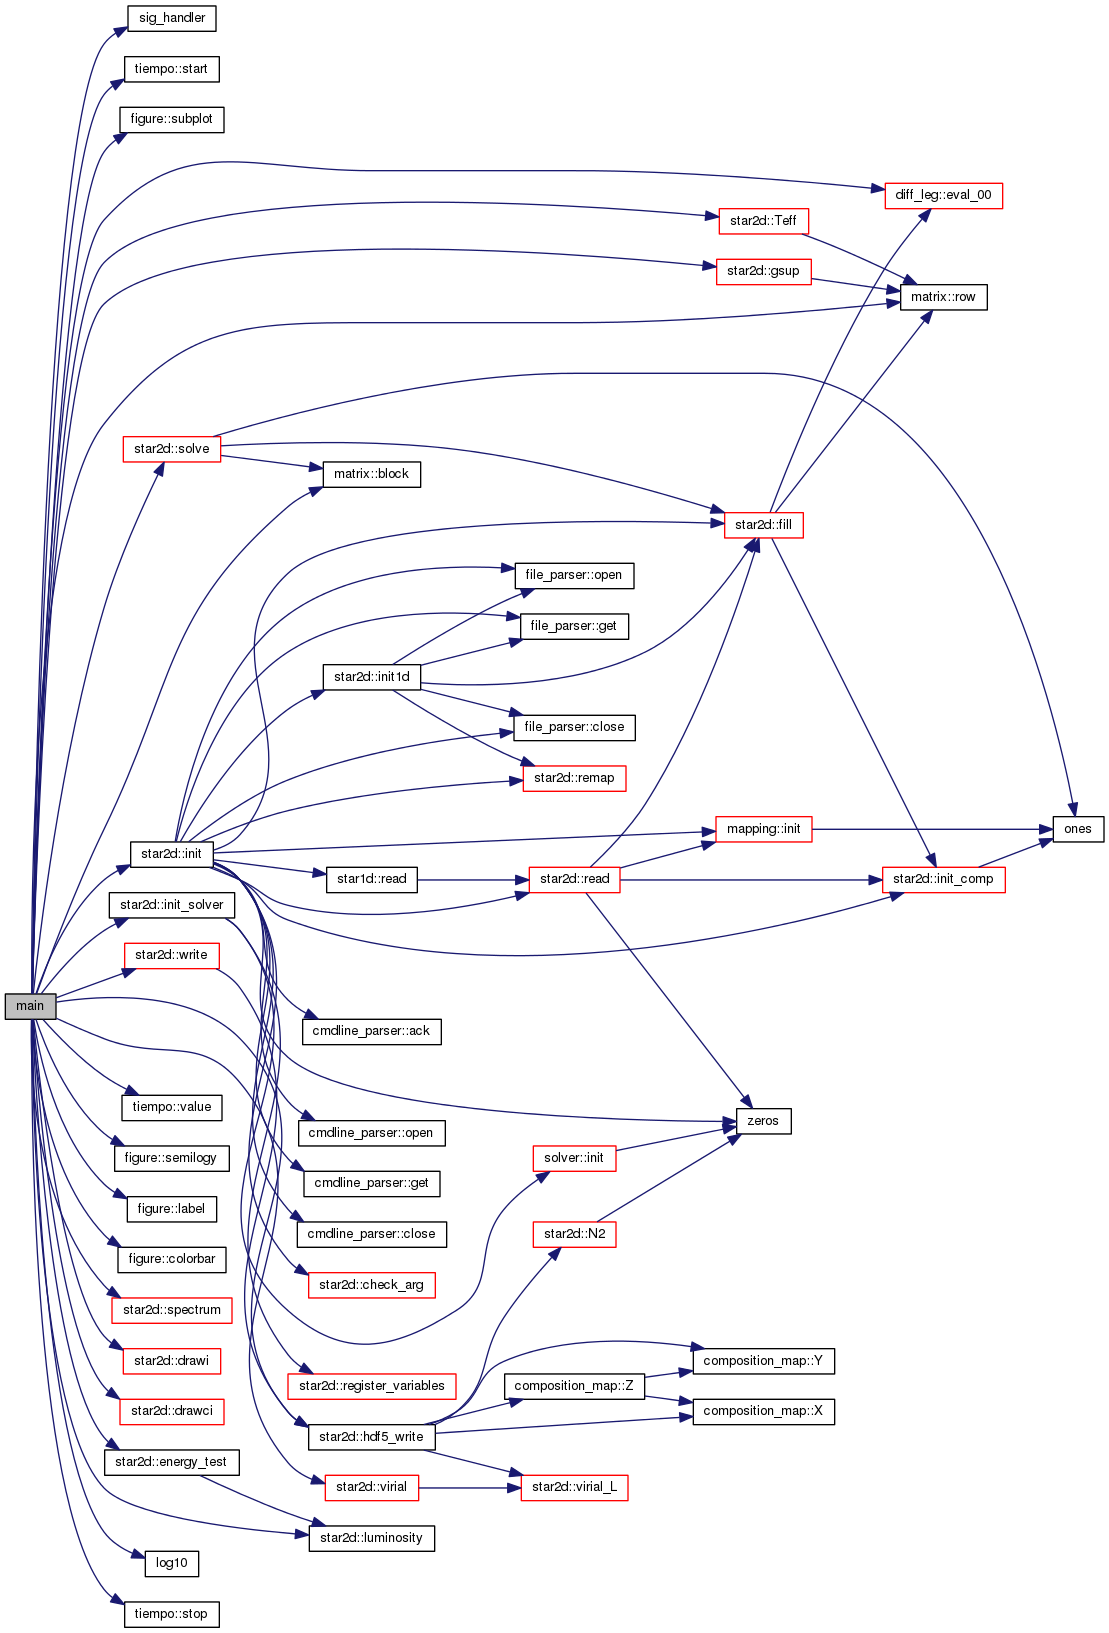 sig_handler
tiempo::start
figure::subplot
diff_leg::eval_00
star2d::Teff
star2d::gsup
matrix::row
star2d::solve
matrix::block
star2d::fill
file_parser::open
file_parser::get
star2d::init1d
file_parser::close
star2d::remap
mapping::init
ones
star2d::init
star1d::read
star2d::read
star2d::init_comp
star2d::init_solver
star2d::write
main
cmdline_parser::ack
tiempo::value
zeros
cmdline_parser::open
figure::semilogy
solver::init
cmdline_parser::get
figure::label
cmdline_parser::close
star2d::N2
figure::colorbar
star2d::check_arg
star2d::spectrum
star2d::drawi
composition_map::Y
star2d::register_variables
composition_map::Z
star2d::drawci
composition_map::X
star2d::hdf5_write
star2d::energy_test
star2d::virial
star2d::virial_L
star2d::luminosity
log10
tiempo::stop